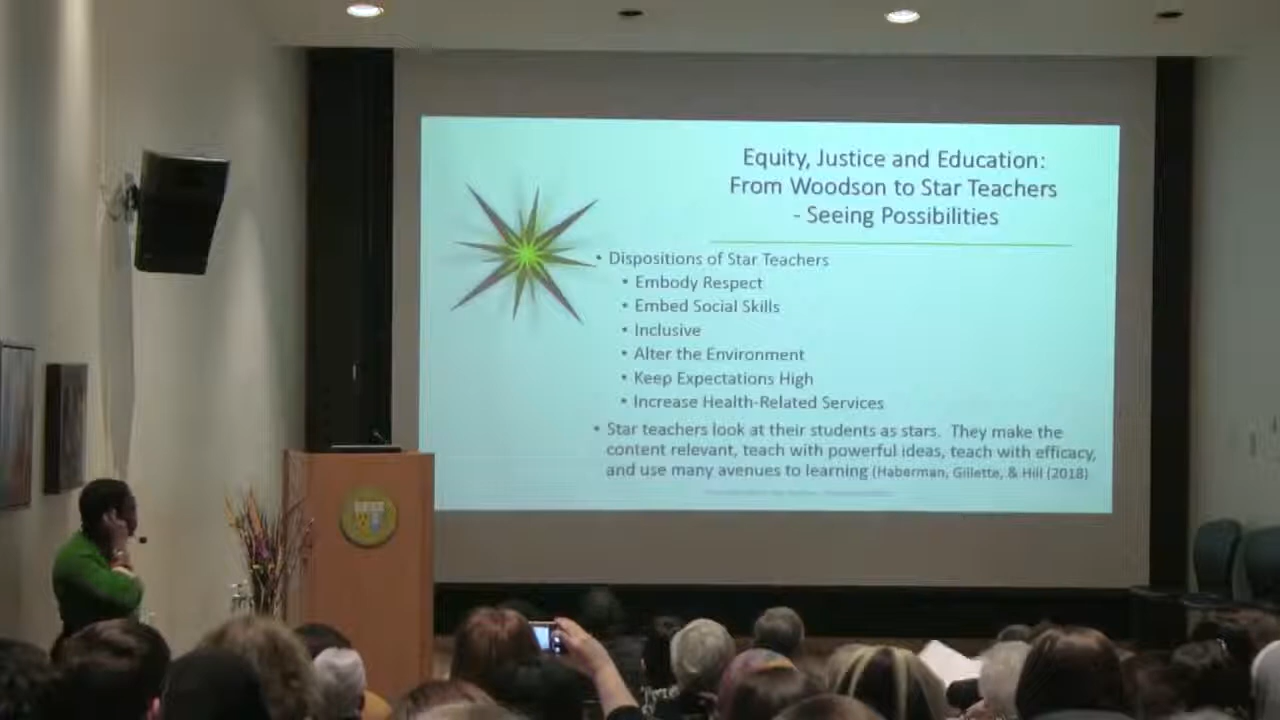 Equity, Justice and Education:
From Woodson to Star Teachers
- Seeing Possibilities
• Dispositions of Star Teachers
• Embody Respect
• Embed Social Skills
• Inclusive
• Alter the Environment
• Keep Expectations High
• Increase Health-Related Services
• Star teachers look at their students as stars. They make the
content relevant, teach with powerful ideas, teach with efficacy,
and use many avenues to learning (Haberman, Gillette, & Hill (2018)